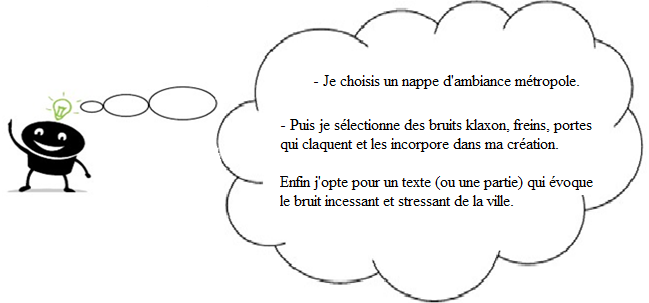 - Je choisis un nappe d'ambiance métropole.
- Puis je sélectionne des bruits klaxon, freins, portes
qui claquent et les incorpore dans ma création.
Enfin j'opte pour un texte (ou une partie) qui évoque
le bruit incessant et stressant de la ville.